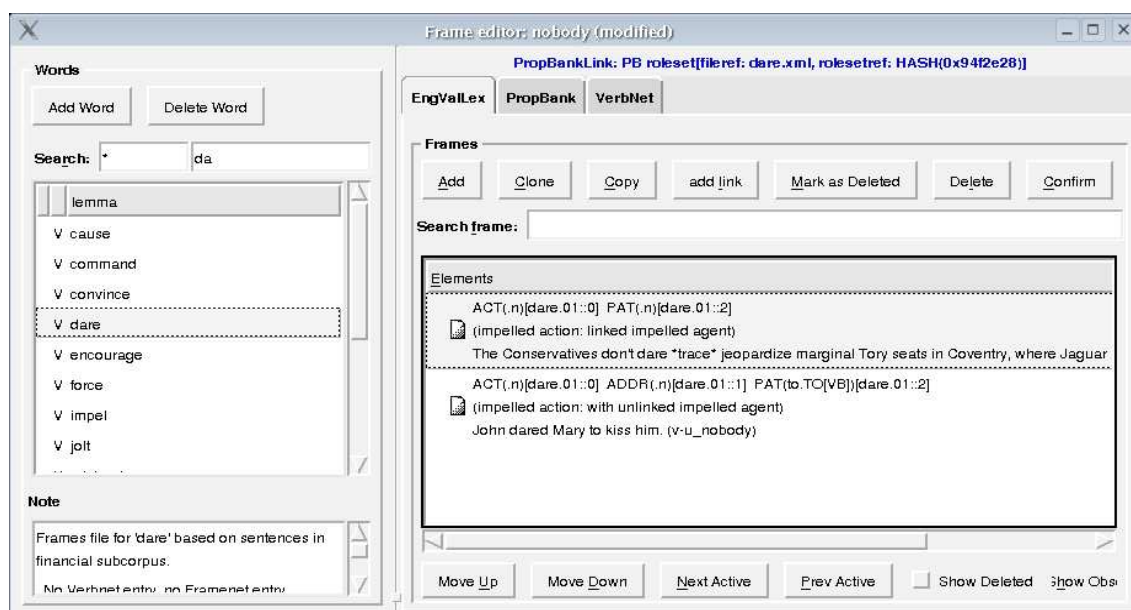 Frame editor: nobody (modified)
Words
Add Word Delete Word
Search: * da
lemma
V cause
V command
V convince
V dare
V encourage
V force
V impel
V jolt
Note
Frames file for 'dare' based on sentences in
financial subcorpus.
No Verbnet entry, no Framenet entry
PropBankLink: PB roleset[fileref: dare.xml, rolesetref: HASH(0x94f2e28)]
EngValLex PropBank VerbNet
Frames
Add Clone Copy add link Mark as Deleted Delete Confirm
Search frame:
Elements
ACT(.n)[dare.01::0] PAT(.n)[dare.01::2]
(impelled action: linked impelled agent)
The Conservatives don't dare *trace* jeopardize marginal Tory seats in Coventry, where Jaguar
ACT(.n)[dare.01::0] ADDR(.n)[dare.01::1] PAT(to.TO[VB])[dare.01::2]
(impelled action: with unlinked impelled agent)
John dared Mary to kiss him. (v-u_nobody)
Move Up Move Down Next Active Prev Active Show Deleted Show Obs